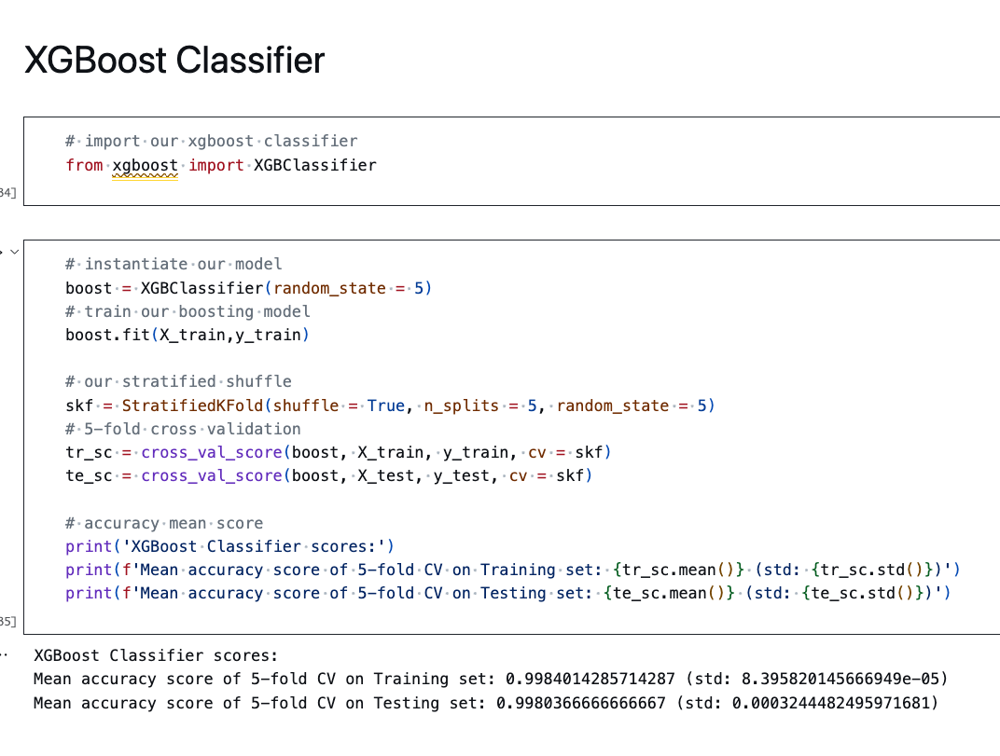 XGBoost Classifier
# import our xgboost classifier
from xgboost import XGBClassifier
34]
# instantiate our model
boost = XGBClassifier(random_state = 5)
# train our boosting model
boost.fit(X_train,y_train)
# our stratified shuffle
skf = StratifiedKFold(shuffle = True, n_splits = 5, random_state = 5)
# 5-fold cross validation
tr_sc = cross_val_score(boost, X_train, y_train, cv = skf)
te_sc = cross_val_score(boost, X_test, y_test, cv = skf)
# accuracy mean score
print('XGBoost Classifier scores:')
print(f'Mean accuracy score of 5-fold CV on Training set: {tr_sc.mean()} (std: {tr_sc.std()})')
print(f'Mean accuracy score of 5-fold CV on Testing set: {te_sc.mean()} (std: {te_sc.std()})')
35]
XGBoost Classifier scores:
Mean accuracy score of 5-fold CV on Training set: 0.9984014285714287 (std: 8.395820145666949e-05)
Mean accuracy score of 5-fold CV on Testing set: 0.9980366666666667 (std: 0.0003244482495971681)